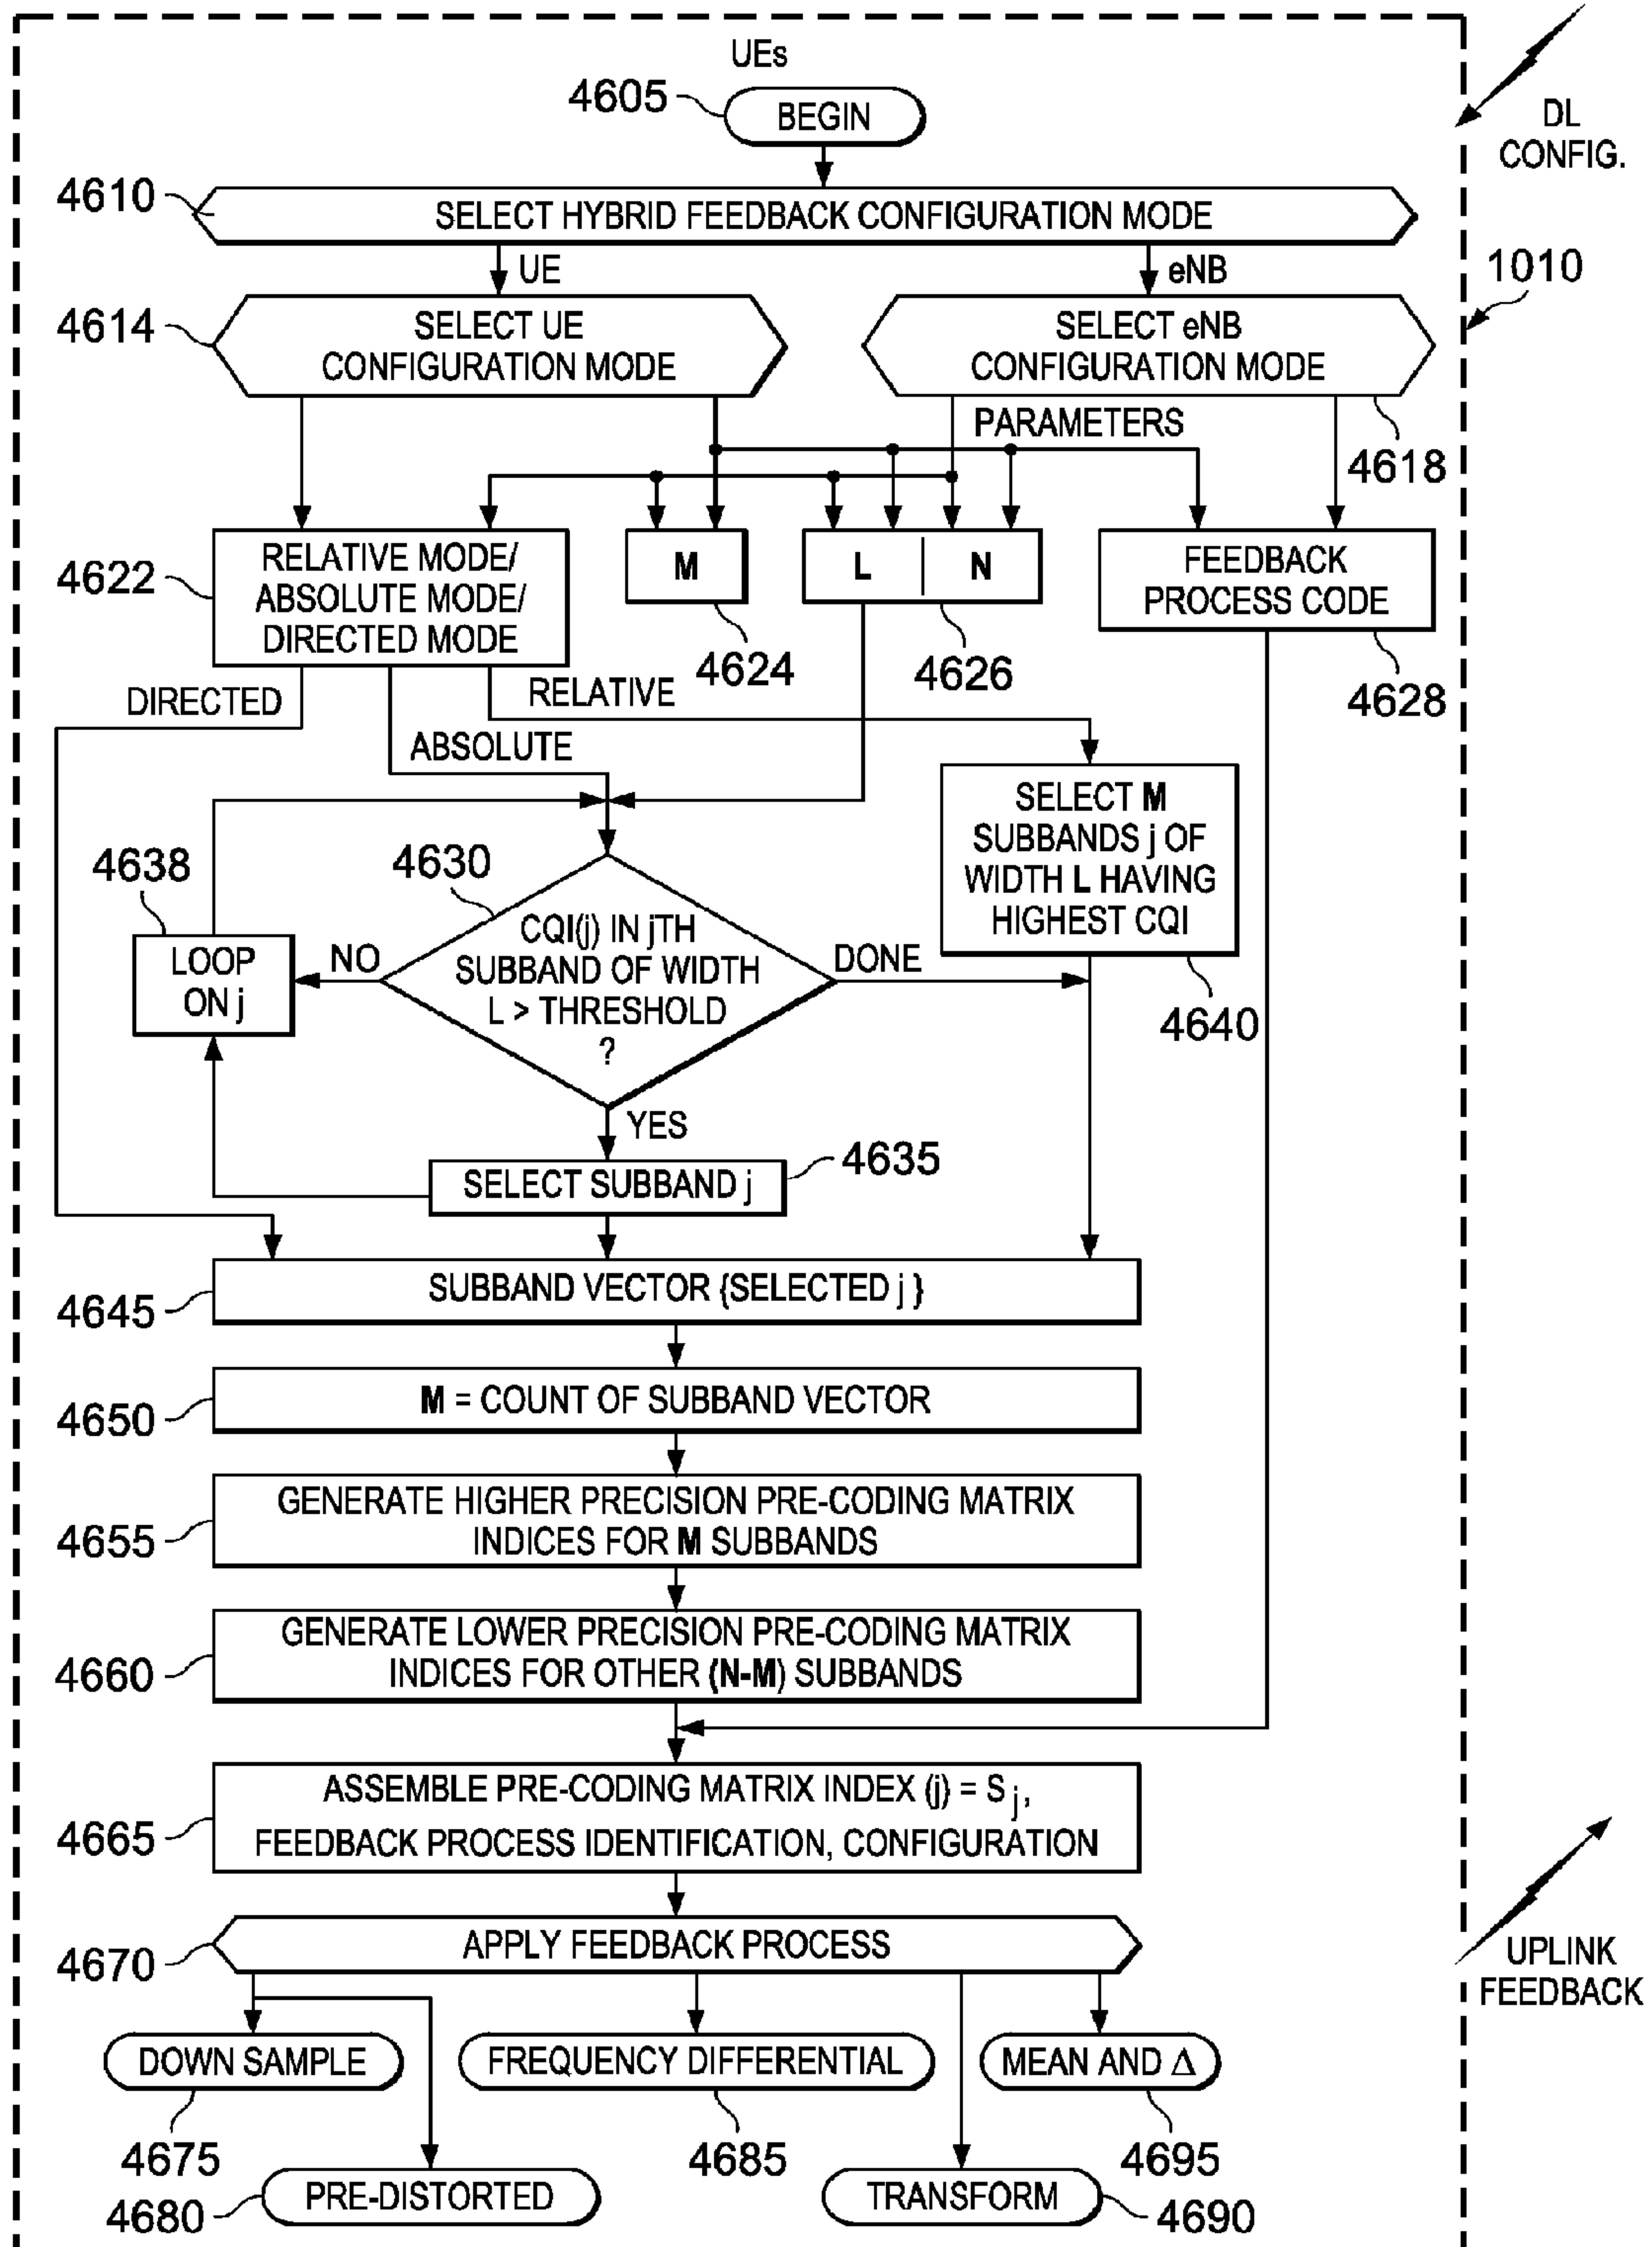 UEs
4605
BEGIN
DL
CONFIG.
4610
SELECT HYBRID FEEDBACK CONFIGURATION MODE
UE
eNB
1010
4614
SELECT UE
CONFIGURATION MODE
SELECT eNB
CONFIGURATION MODE
PARAMETERS
4618
4622
RELATIVE MODE/
ABSOLUTE MODE/
DIRECTED MODE
M
L
N
FEEDBACK
PROCESS CODE
4624
4626
4628
DIRECTED
RELATIVE
ABSOLUTE
SELECT M
SUBBANDS j OF
WIDTH L HAVING
HIGHEST CQI
4640
4638
LOOP
ON j
4630
NO
CQI(j) IN jTH
SUBBAND OF WIDTH
L > THRESHOLD
?
DONE
YES
SELECT SUBBAND j
4635
4645
SUBBAND VECTOR {SELECTED j }
4650
M = COUNT OF SUBBAND VECTOR
4655
GENERATE HIGHER PRECISION PRE-CODING MATRIX
INDICES FOR M SUBBANDS
4660
GENERATE LOWER PRECISION PRE-CODING MATRIX
INDICES FOR OTHER (N-M) SUBBANDS
4665
ASSEMBLE PRE-CODING MATRIX INDEX (j) = S j,
FEEDBACK PROCESS IDENTIFICATION, CONFIGURATION
4670
APPLY FEEDBACK PROCESS
UPLINK
FEEDBACK
DOWN SAMPLE
FREQUENCY DIFFERENTIAL
MEAN AND Δ
4675
4685
4695
4680
PRE-DISTORTED
TRANSFORM
4690